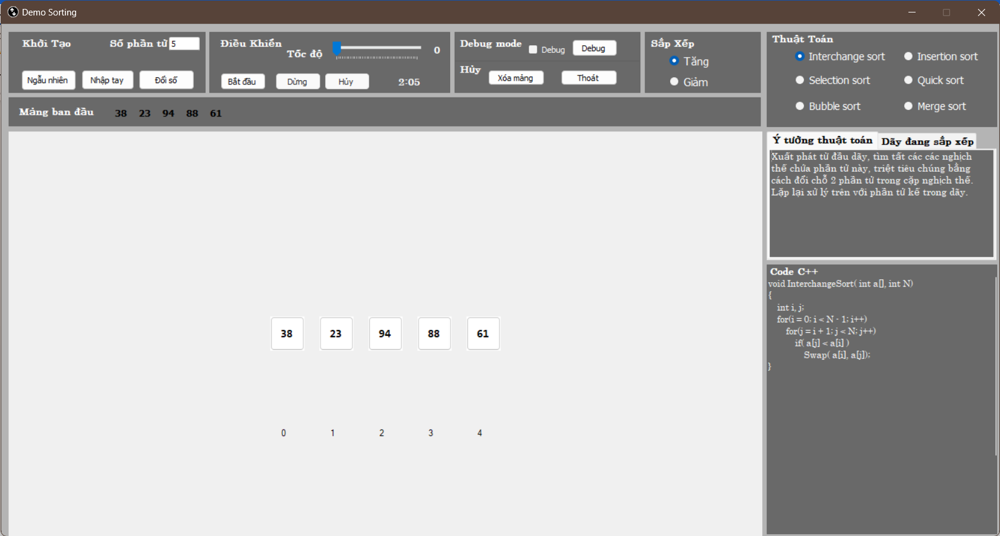 Demo Sorting
Khởi Tạo
Số phần tử 5
Ngẫu nhiên Nhập tay Đổi số
Điều Khiển
Tốc độ 0
Bắt đầu Dừng Hủy 2:05
Debug mode Debug Debug
Hủy Xóa mảng Thoát
Sắp Xếp
Tăng
Giảm
Thuật Toán
Interchange sort Insertion sort
Selection sort Quick sort
Bubble sort Merge sort
Mảng ban đầu 38 23 94 88 61
38 23 94 88 61
0 1 2 3 4
Ý tưởng thuật toán Dãy đang sắp xếp
Xuất phát từ đầu dãy, tìm tất các các nghịch
thế chứa phần tử này, triệt tiêu chúng bằng
cách đổi chỗ 2 phần tử trong cặp nghịch thế.
Lặp lại xử lý trên với phần tử kế trong dãy.
Code C++
void InterchangeSort( int a[], int N)
{
int i, j;
for(i = 0; i < N - 1; i++)
for(j = i + 1; j < N; j++)
if( a[j] < a[i] )
Swap( a[i], a[j]);
}